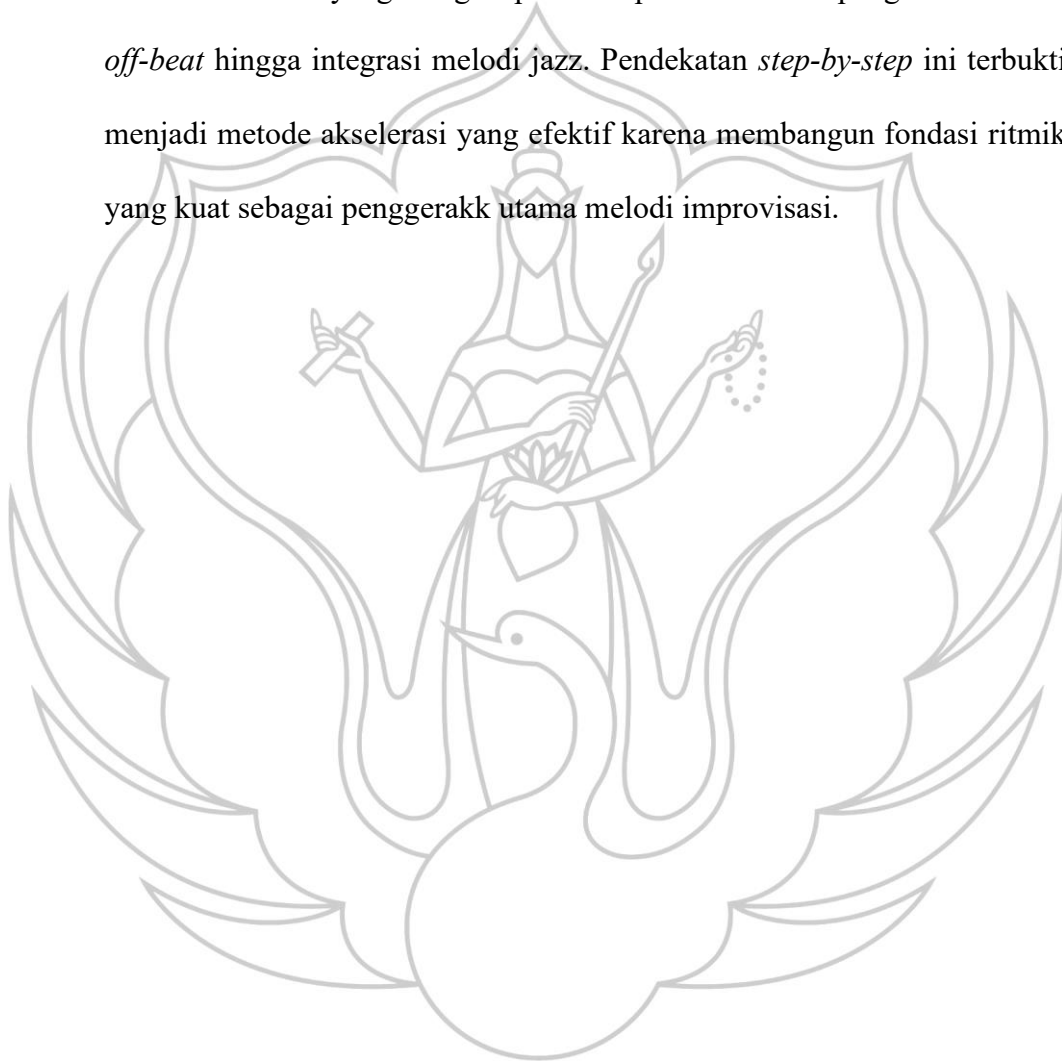 off-beat hingga integrasi melodi jazz. Pendekatan step-by-step ini terbukti
menjadi metode akselerasi yang efektif karena membangun fondasi ritmik
yang kuat sebagai penggerakk utama melodi improvisasi.